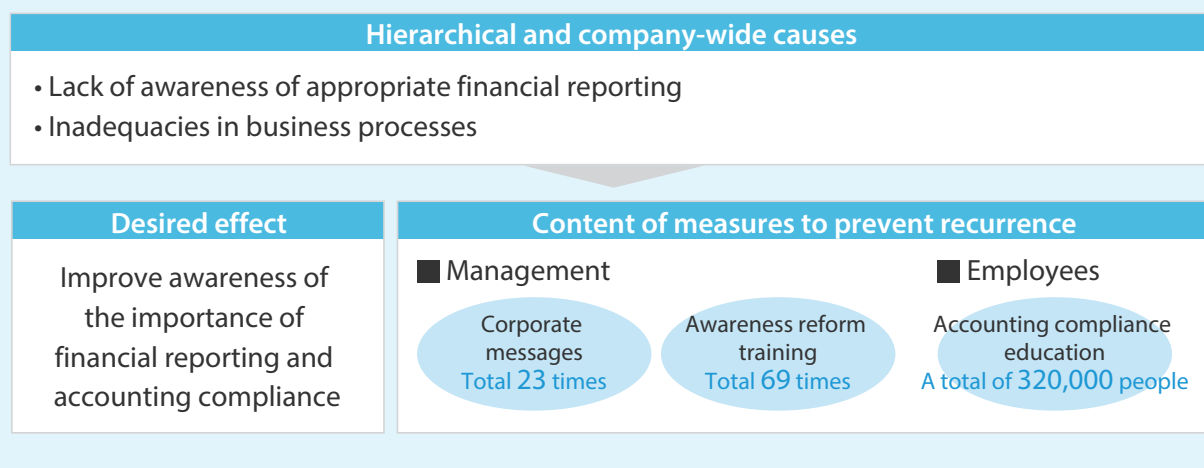 Hierarchical and company-wide causes
• Lack of awareness of appropriate financial reporting
• Inadequacies in business processes
Desired effect
Improve awareness of
the importance of
financial reporting and
accounting compliance
Content of measures to prevent recurrence
■ Management
Corporate
messages
Total 23 times
Awareness reform
training
Total 69 times
■ Employees
Accounting compliance
education
A total of 320,000 people